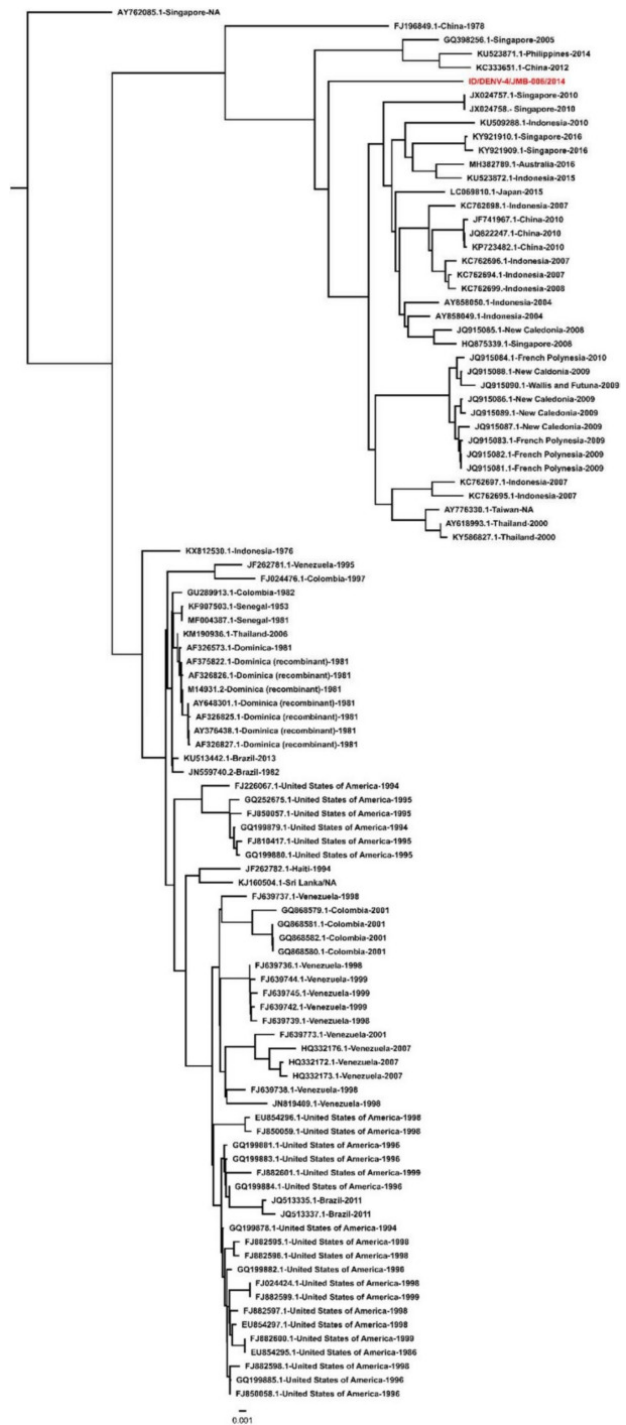 AY762085.1-Singapore-NA
FJ196849.1-China-1978
GQ398256.1-Singapore-2005
KU523871.1-Philippines-2014
KC333651.1-China-2012
ID/DENV-4/JMB-086/2014
JX024757.1-Singapore-2010
JX024758.- Singapore-2010
KU509288.1-Indonesia-2010
KY921910.1-Singapore-2016
KY921909.1-Singapore-2016
MH382789.1-Australia-2016
KU523872.1-Indonesia-2015
LC069810.1-Japan-2015
KC762698.1-Indonesia-2007
JF741967.1-China-2010
JQ822247.1-China-2010
KP723482.1-China-2010
KC762696.1-Indonesia-2007
KC762694.1-Indonesia-2007
KC762699.-Indonesia-2008
AY858050.1-Indonesia-2004
AY858049.1-Indonesia-2004
JQ915085.1-New Caledonia-2008
HQ875339.1-Singapore-2008
JQ915084.1-French Polynesia-2010
JQ915088.1-New Caldonia-2009
JQ915090.1-Wallis and Futuna-2009
JQ915086.1-New Caledonia-2009
JQ915089.1-New Caledonia-2009
JQ915087.1-New Caledonia-2009
JQ915083.1-French Polynesia-2009
JQ915082.1-French Polynesia-2009
JQ915081.1-French Polynesia-2009
KC762697.1-Indonesia-2007
KC762695.1-Indonesia-2007
AY776330.1-Taiwan-NA
AY618993.1-Thailand-2000
KY586827.1-Thailand-2000
KX812530.1-Indonesia-1976
JF262781.1-Venezuela-1995
FJ024476.1-Colombia-1997
GU289913.1-Colombia-1982
KF907503.1-Senegal-1953
MF004387.1-Senegal-1981
KM190936.1-Thailand-2006
AF326573.1-Dominica-1981
AF375822.1-Dominica (recombinant)-1981
AF326826.1-Dominica (recombinant)-1981
M14931.2-Dominica (recombinant)-1981
AY648301.1-Dominica (recombinant)-1981
AF326825.1-Dominica (recombinant)-1981
AY376438.1-Dominica (recombinant)-1981
AF326827.1-Dominica (recombinant)-1981
KU513442.1-Brazil-2013
JN559740.2-Brazil-1982
FJ226067.1-United States of America-1994
GQ252675.1-United States of America-1995
FJ850057.1-United States of America-1995
GQ199879.1-United States of America-1994
FJ810417.1-United States of America-1995
GQ199880.1-United States of America-1995
JF262782.1-Haiti-1994
KJ160504.1-Sri Lanka/NA
FJ639737.1-Venezuela-1998
GQ868579.1-Colombia-2001
GQ868581.1-Colombia-2001
GQ868582.1-Colombia-2001
GQ868580.1-Colombia-2001
FJ639736.1-Venezuela-1998
FJ639744.1-Venezuela-1999
FJ639745.1-Venezuela-1999
FJ639742.1-Venezuela-1999
FJ639739.1-Venezuela-1998
FJ639773.1-Venezuela-2001
HQ332176.1-Venezuela-2007
HQ332172.1-Venezuela-2007
HQ332173.1-Venezuela-2007
FJ639738.1-Venezuela-1998
JN819409.1-Venezuela-1998
EU854296.1-United States of America-1998
FJ850059.1-United States of America-1998
GQ199881.1-United States of America-1996
GQ199883.1-United States of America-1996
FJ882601.1-United States of America-1999
GQ199884.1-United States of America-1996
JQ513335.1-Brazil-2011
JQ513337.1-Brazil-2011
GQ199878.1-United States of America-1994
FJ882595.1-United States of America-1998
FJ882596.1-United States of America-1998
GQ199882.1-United States of America-1998
FJ024424.1-United States of America-1998
FJ882599.1-United States of America-1999
FJ882597.1-United States of America-1998
EU854297.1-United States of America-1998
FJ882600.1-United States of America-1999
EU854295.1-United States of America-1986
FJ882598.1-United States of America-1998
GQ199885.1-United States of America-1996
FJ850058.1-United States of America-1996
0.001